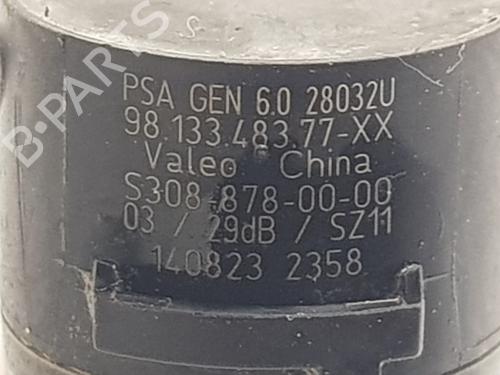 PSA GEN 6.0 28032U
98.133.483.77-XX
Valeo China
S308-878-00-00
03 / 29dB / SZ11
140823 2358